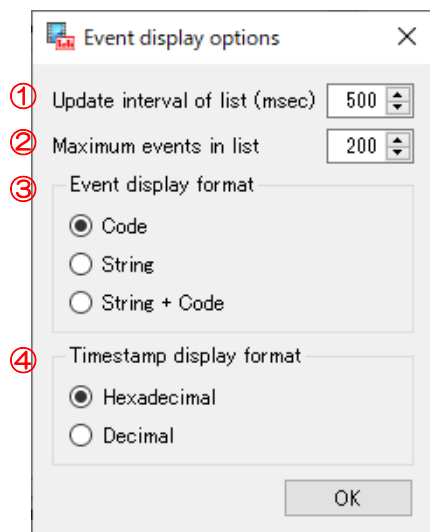 Event display options
① Update interval of list (msec) 500
② Maximum events in list 200
③ Event display format
Code
String
String + Code
④ Timestamp display format
Hexadecimal
Decimal
OK